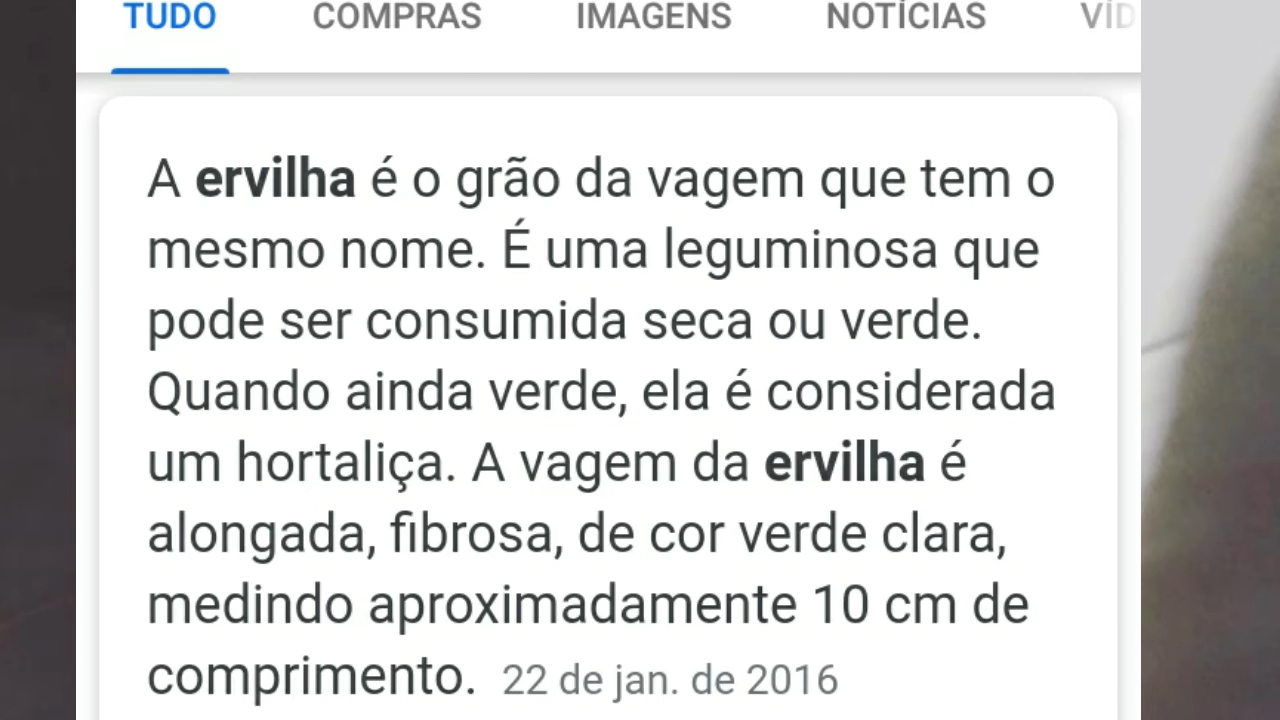 TUDO COMPRAS IMAGENS NOTÍCIAS
A ervilha é o grão da vagem que tem o
mesmo nome. É uma leguminosa que
pode ser consumida seca ou verde.
Quando ainda verde, ela é considerada
um hortaliça. A vagem da ervilha é
alongada, fibrosa, de cor verde clara,
medindo aproximadamente 10 cm de
comprimento. 22 de jan. de 2016